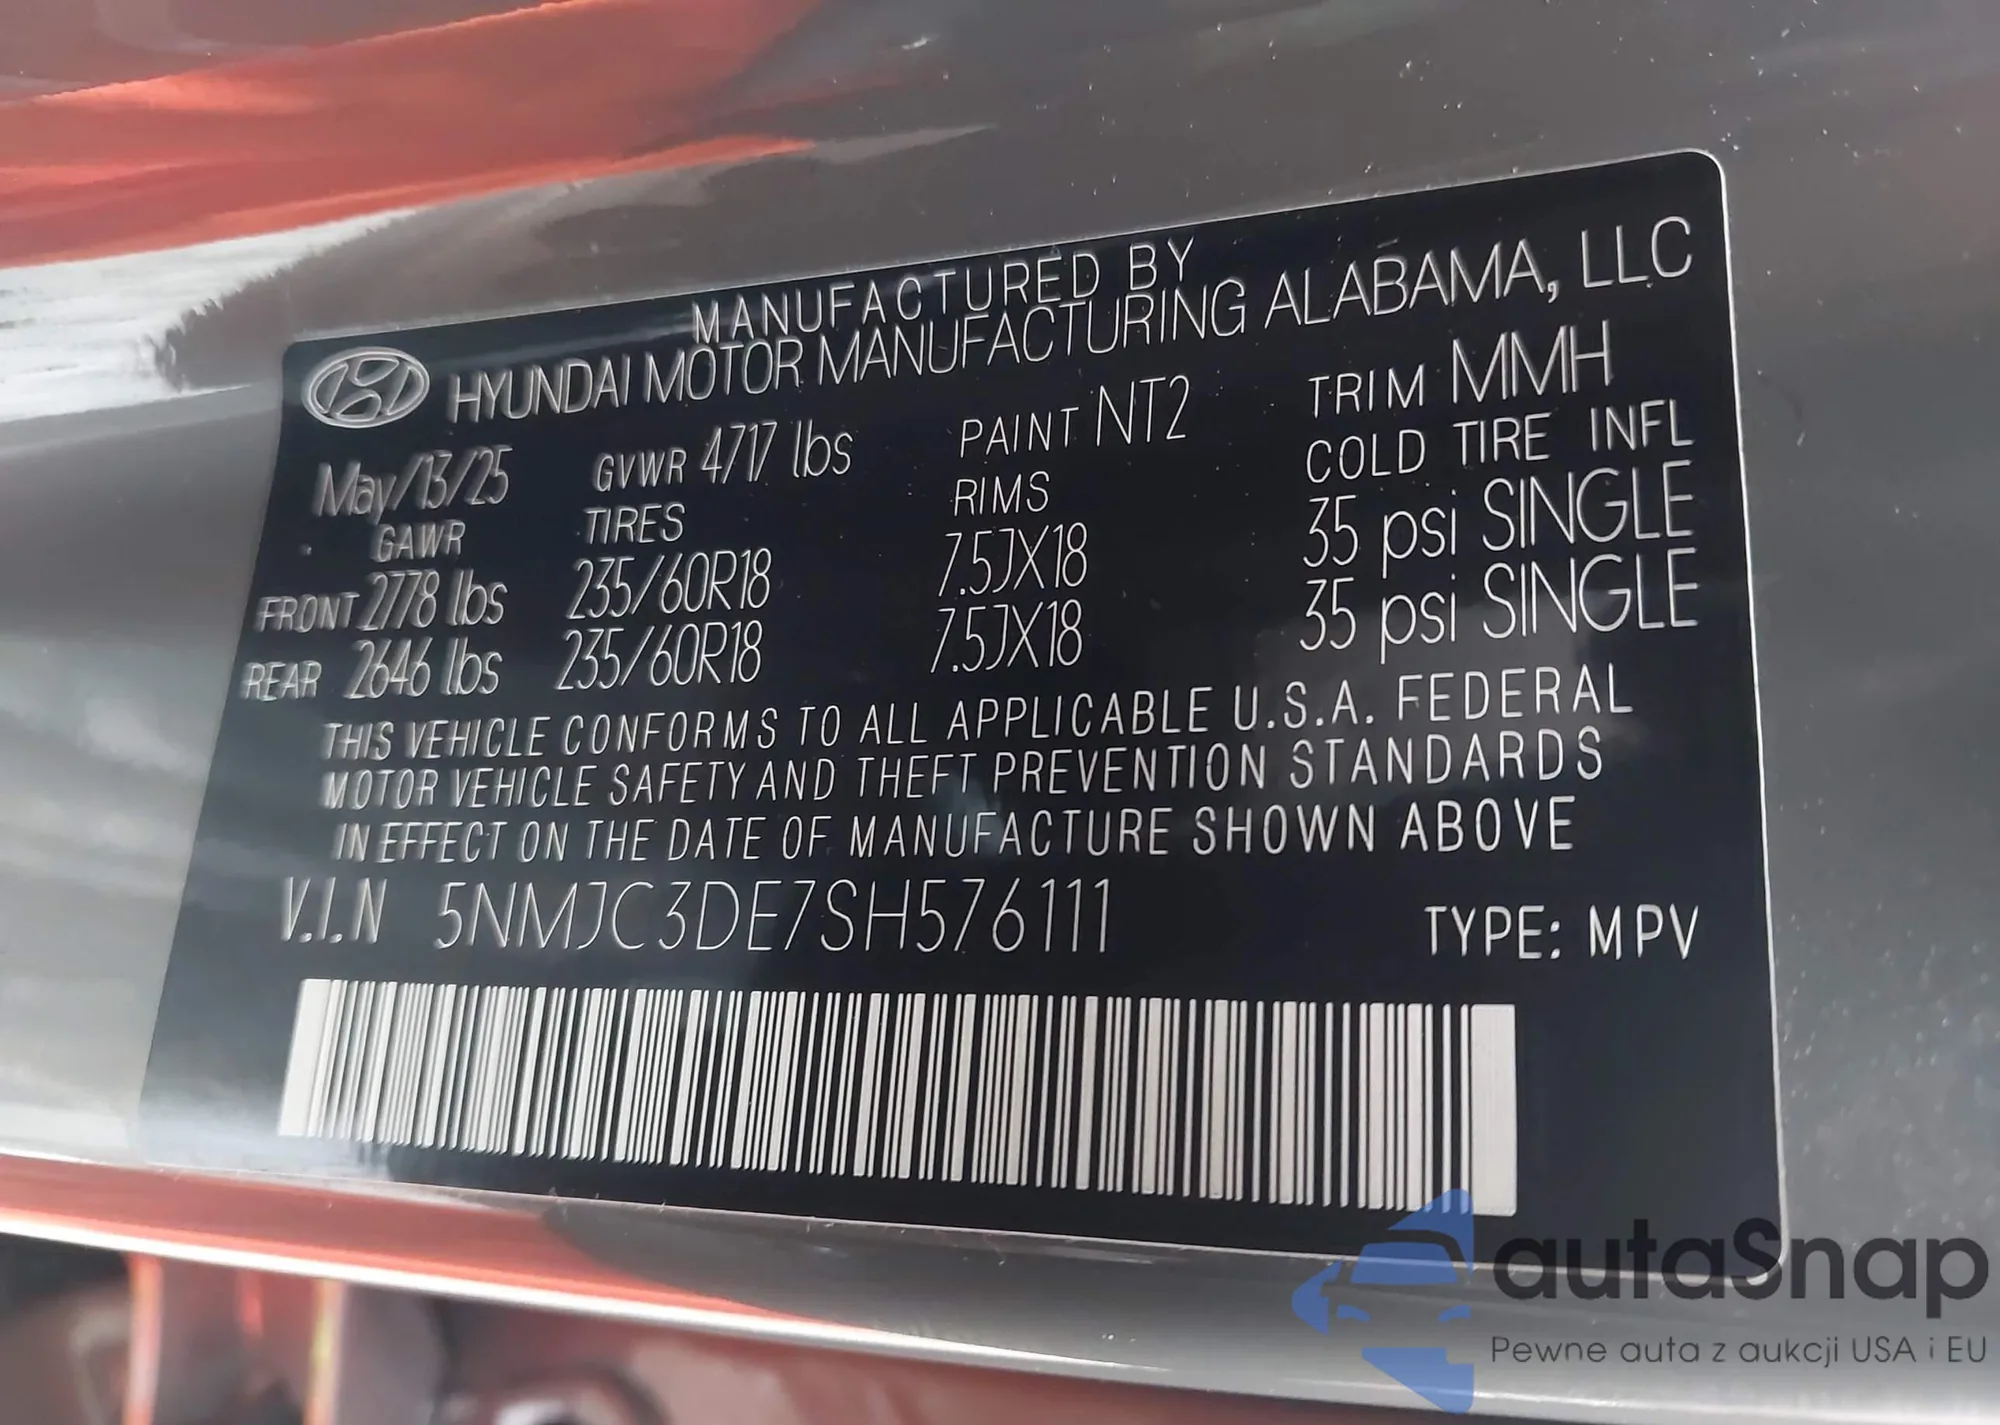 MANUFACTURED BY
HYUNDAI MOTOR MANUFACTURING ALABAMA, LLC
May/13/25 GVWR 4717 lbs PAINT NT2 TRIM MMH
GAWR TIRES RIMS COLD TIRE INFL
FRONT 2778 lbs 235/60R18 7.5JX18 35 psi SINGLE
REAR 2646 lbs 235/60R18 7.5JX18 35 psi SINGLE
THIS VEHICLE CONFORMS TO ALL APPLICABLE U.S.A. FEDERAL
MOTOR VEHICLE SAFETY AND THEFT PREVENTION STANDARDS
IN EFFECT ON THE DATE OF MANUFACTURE SHOWN ABOVE
V.I.N 5NMJC3DE7SH576111 TYPE: MPV
autaSnap
Pewne auta z aukcji USA i EU